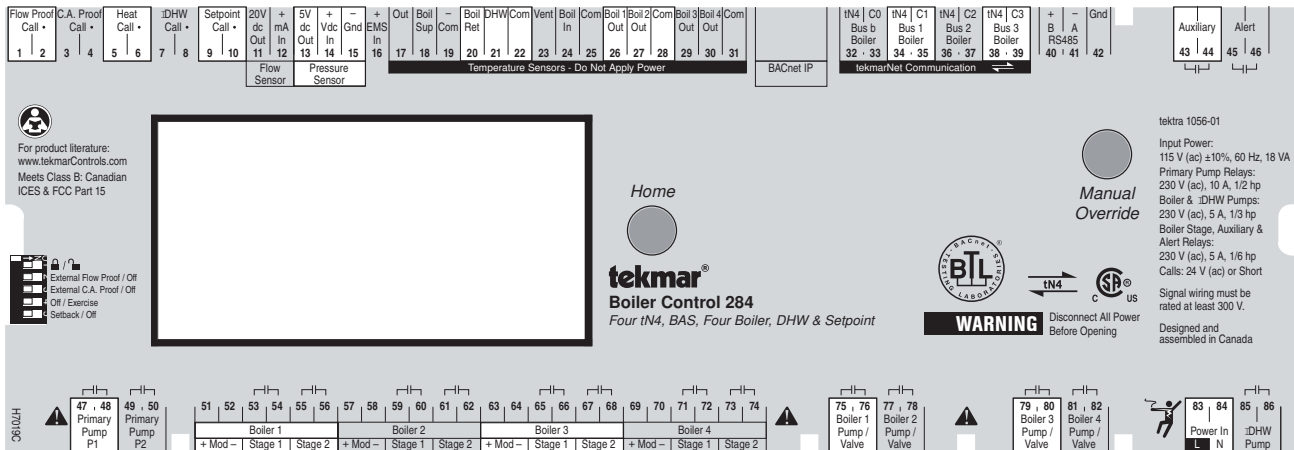 Flow Proof C.A. Proof Heat DHW Setpoint 20V + 5V + – + Out Boil – Boil DHW Com Vent Boil Com Boil 1 Boil 2 Com Boil 3 Boil 4 Com tN4 C0 tN4 C1 tN4 C2 tN4 C3 + – Gnd
Call • Call • Call • Call • Call • dc mA dc Vdc Gnd EMS Sup Com Ret In Out Out Out Out Bus b Bus 1 Bus 2 Bus 3 B A Auxiliary Alert
Out In Out In In Boiler Boiler Boiler Boiler RS485
1 2 3 4 5 6 7 8 9 10 11 12 13 14 15 16 17 18 19 20 21 22 23 24 25 26 27 28 29 30 31 32 33 34 35 36 37 38 39 40 41 42 43 44 45 46
Flow Sensor
Pressure Sensor
Temperature Sensors - Do Not Apply Power
BACnet IP
tekmarNet Communication
For product literature:
www.tekmarControls.com
Meets Class B: Canadian
ICES & FCC Part 15
External Flow Proof / Off
External C.A. Proof / Off
Off / Exercise
Setback / Off
Home
tekmar®
Boiler Control 284
Four tN4, BAS, Four Boiler, DHW & Setpoint
Manual
Override
BACnet
TESTING LABORATORIES
BTL ®
tN4
CSA ®
C US
WARNING
Disconnect All Power
Before Opening
tektra 1056-01
Input Power:
115 V (ac) ±10%, 60 Hz, 18 VA
Primary Pump Relays:
230 V (ac), 10 A, 1/2 hp
Boiler & DHW Pumps:
230 V (ac), 5 A, 1/3 hp
Boiler Stage, Auxiliary &
Alert Relays:
230 V (ac), 5 A, 1/6 hp
Calls: 24 V (ac) or Short
Signal wiring must be
rated at least 300 V.
Designed and
assembled in Canada
H7019C
47 48 49 50 51 52 53 54 55 56 57 58 59 60 61 62 63 64 65 66 67 68 69 70 71 72 73 74 75 76 77 78 79 80 81 82 83 84 85 86
Primary
Pump
P1
Primary
Pump
P2
Boiler 1
+ Mod – Stage 1 Stage 2
Boiler 2
+ Mod – Stage 1 Stage 2
Boiler 3
+ Mod – Stage 1 Stage 2
Boiler 4
+ Mod – Stage 1 Stage 2
Boiler 1
Pump /
Valve
Boiler 2
Pump /
Valve
Boiler 3
Pump /
Valve
Boiler 4
Pump /
Valve
Power In
L N
DHW
Pump